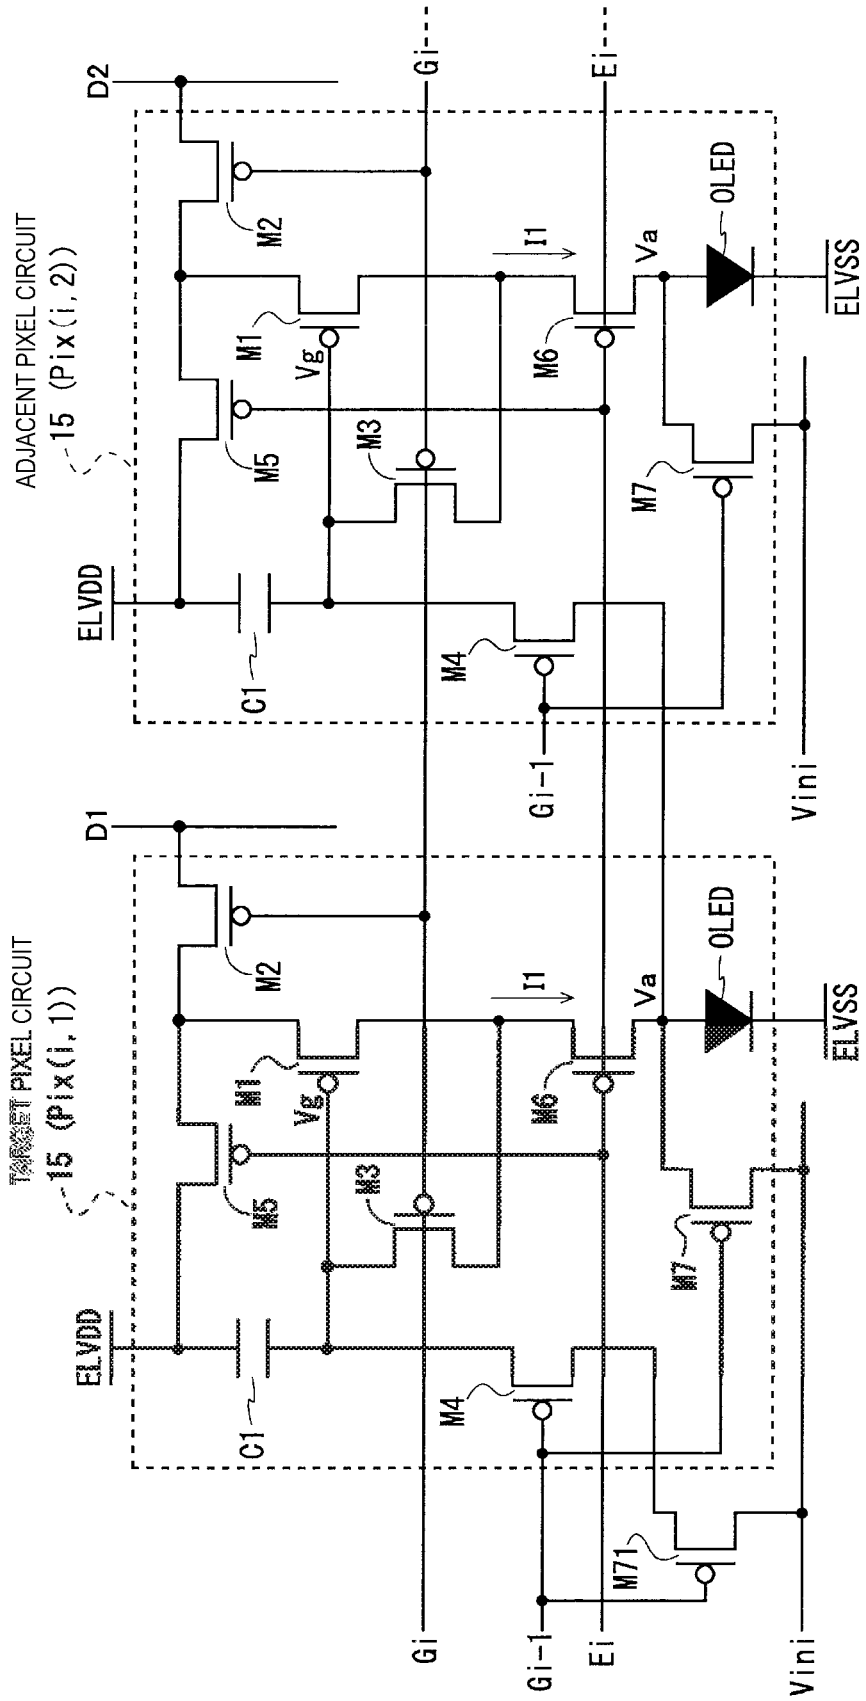 TARGET PIXEL CIRCUIT
15 (Pix(i, 1))
ADJACENT PIXEL CIRCUIT
15 (Pix(i, 2))
ELVDD
D1
ELVDD
D2
C1
M5
M2
M1
Vg
M3
M4
I1
M6
Va
M7
OLED
ELVSS
C1
M5
M2
M1
Vg
M3
M4
I1
M6
Va
M7
OLED
ELVSS
Gi
Gi-1
Ei
M71
Vini
Gi-1
Vini
Gi
Ei